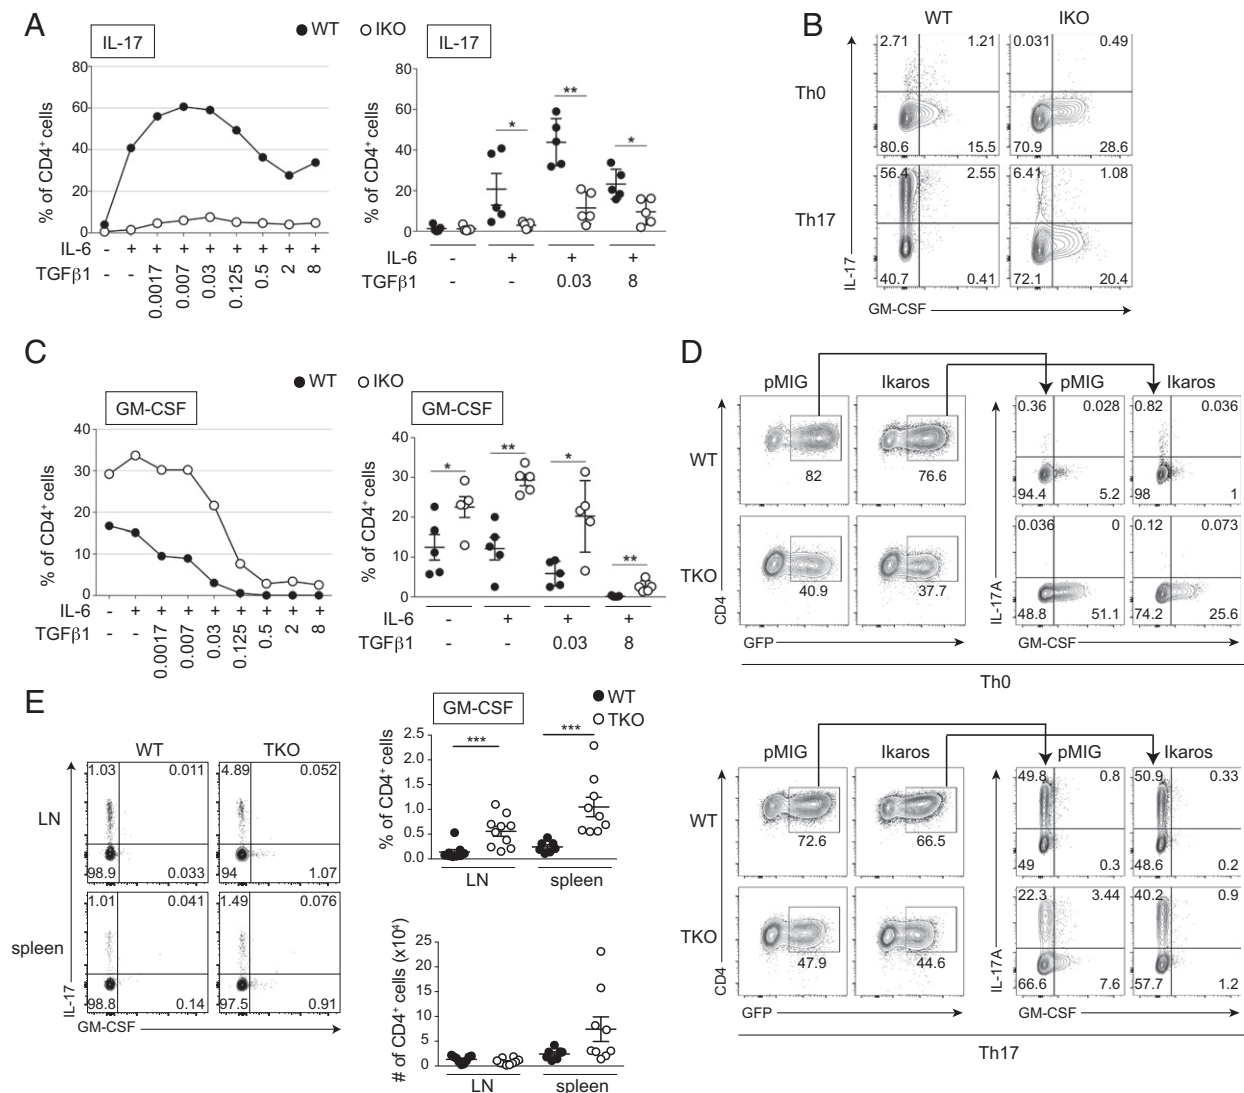 A
IL-17
WT
IKO
IL-17
% of CD4+ cells
80
60
40
20
0
IL-6 - + + + + + + + +
TGFβ1 - - 0.0017 0.007 0.03 0.125 0.5 2 8
% of CD4+ cells
80
60
40
20
0
* ** *
IL-6 - + + +
TGFβ1 - - 0.03 8
B
WT IKO
Th0
2.71 1.21 0.031 0.49
80.6 15.5 70.9 28.6
Th17
56.4 2.55 6.41 1.08
40.7 0.41 72.1 20.4
IL-17
GM-CSF
C
WT IKO
GM-CSF
GM-CSF
% of CD4+ cells
40
30
20
10
0
IL-6 - + + + + + + + +
TGFβ1 - - 0.0017 0.007 0.03 0.125 0.5 2 8
% of CD4+ cells
40
30
20
10
0
* ** * **
IL-6 - + + +
TGFβ1 - - 0.03 8
D
pMIG Ikaros pMIG Ikaros
WT
82 76.6
0.36 0.028 0.82 0.036
94.4 5.2 98 1
TKO
40.9 37.7
0.036 0 0.12 0.073
48.8 51.1 74.2 25.6
CD4
GFP
IL-17A
GM-CSF
Th0
pMIG Ikaros pMIG Ikaros
WT
72.6 66.5
49.8 0.8 50.9 0.33
49 0.3 48.6 0.2
TKO
47.9 44.6
22.3 3.44 40.2 0.9
66.6 7.6 57.7 1.2
CD4
GFP
IL-17A
GM-CSF
Th17
E
WT TKO
LN
1.03 0.011 4.89 0.052
98.9 0.033 94 1.07
spleen
1.01 0.041 1.49 0.076
98.8 0.14 97.5 0.91
IL-17
GM-CSF
GM-CSF
WT
TKO
% of CD4+ cells
2.5
2.0
1.5
1.0
0.5
0.0
*** ***
LN spleen
# of CD4+ cells (x10⁴)
25
20
15
10
5
0
LN spleen